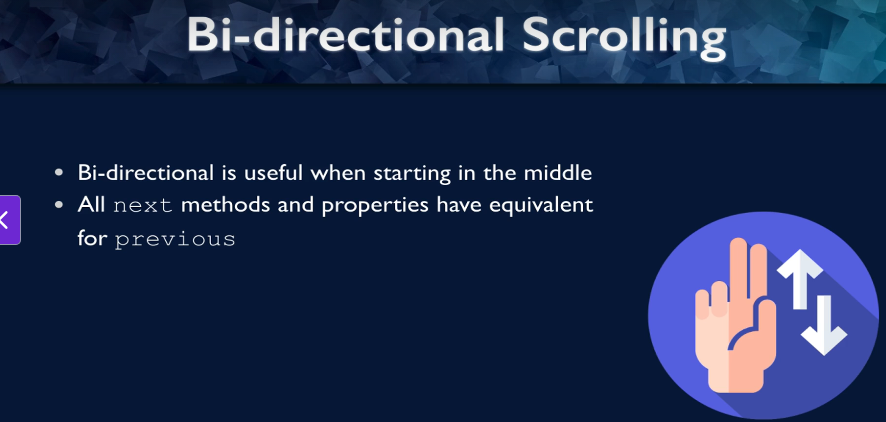 Bi-directional Scrolling
• Bi-directional is useful when starting in the middle
• All next methods and properties have equivalent
for previous